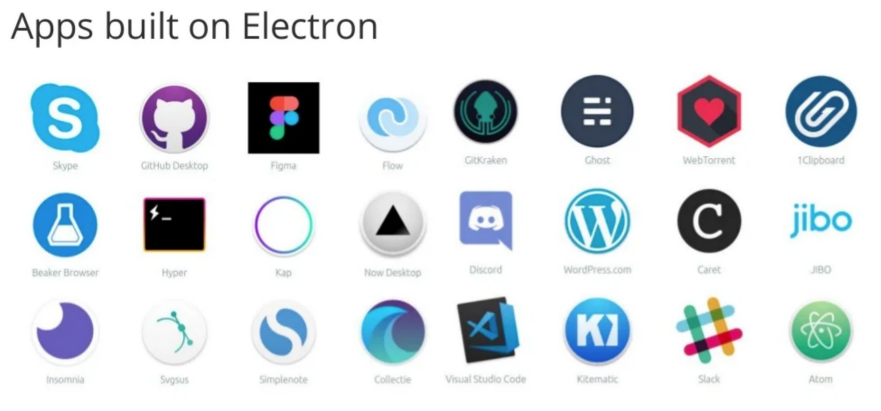 Apps built on Electron
Skype
GitHub Desktop
Figma
Flow
GitKraken
Ghost
WebTorrent
1Clipboard
jibo
Beaker Browser
Hyper
Kap
Now Desktop
Discord
WordPress.com
Caret
JIBO
Insomnia
Svgsus
Simplenote
Collectie
Visual Studio Code
Kitematic
Slack
Atom